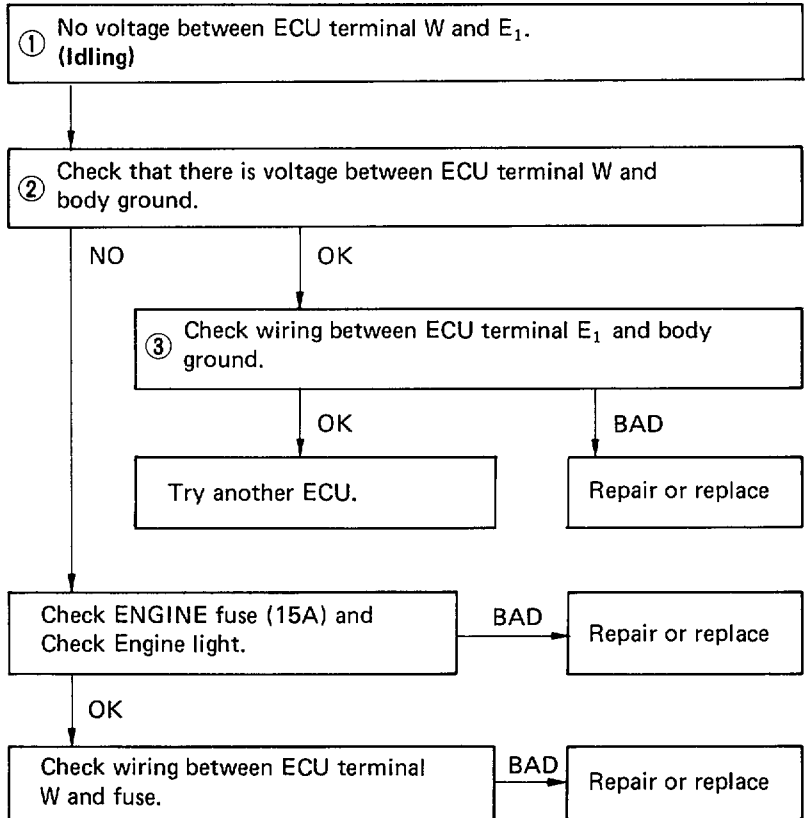 ① No voltage between ECU terminal W and E₁.
(Idling)
② Check that there is voltage between ECU terminal W and
body ground.
NO
OK
③ Check wiring between ECU terminal E₁ and body
ground.
OK
BAD
Try another ECU.
Repair or replace
Check ENGINE fuse (15A) and
Check Engine light.
BAD
Repair or replace
OK
Check wiring between ECU terminal
W and fuse.
BAD
Repair or replace